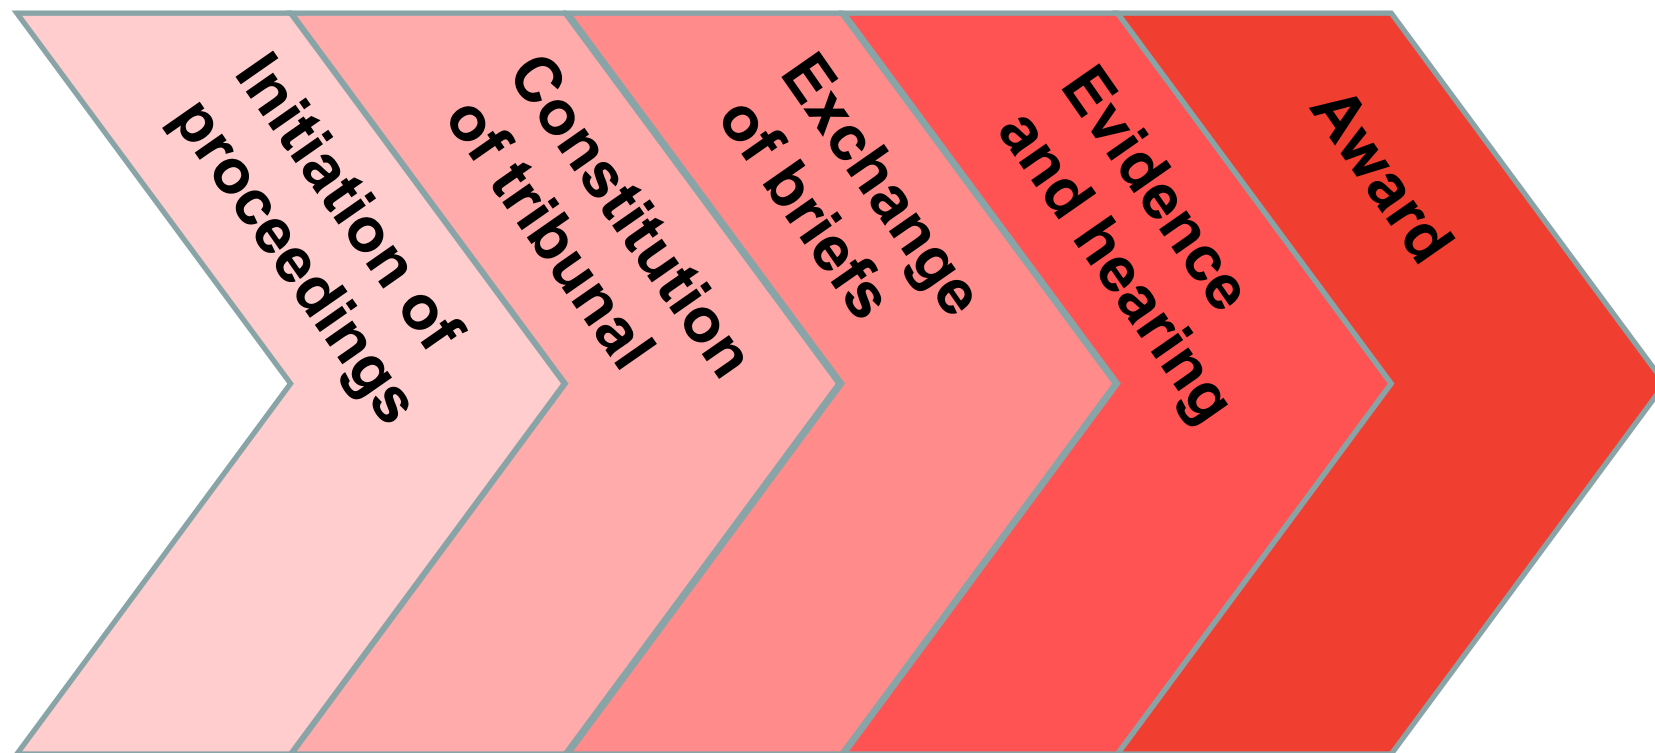 Initiation of
proceedings
Constitution
of tribunal
Exchange
of briefs
Evidence
and hearing
Award